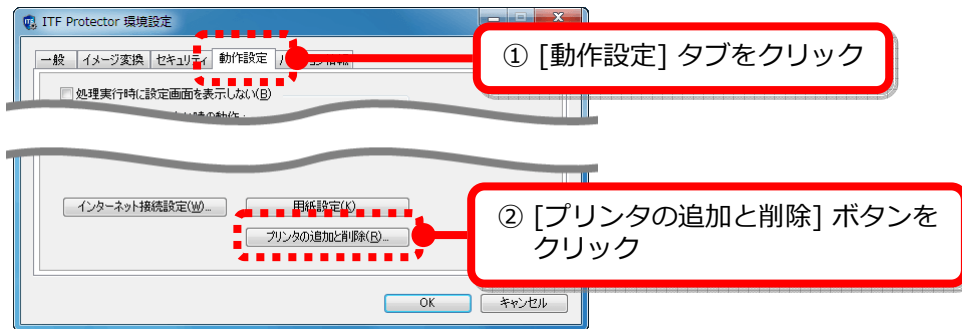 ITF Protector 環境設定
① [動作設定] タブをクリック
一般 イメージ変換 セキュリティ 動作設定
処理実行時に設定画面を表示しない(B)
インターネット接続設定(W)... 用紙設定(K)
② [プリンタの追加と削除] ボタンを
クリック
プリンタの追加と削除(R)...
OK キャンセル